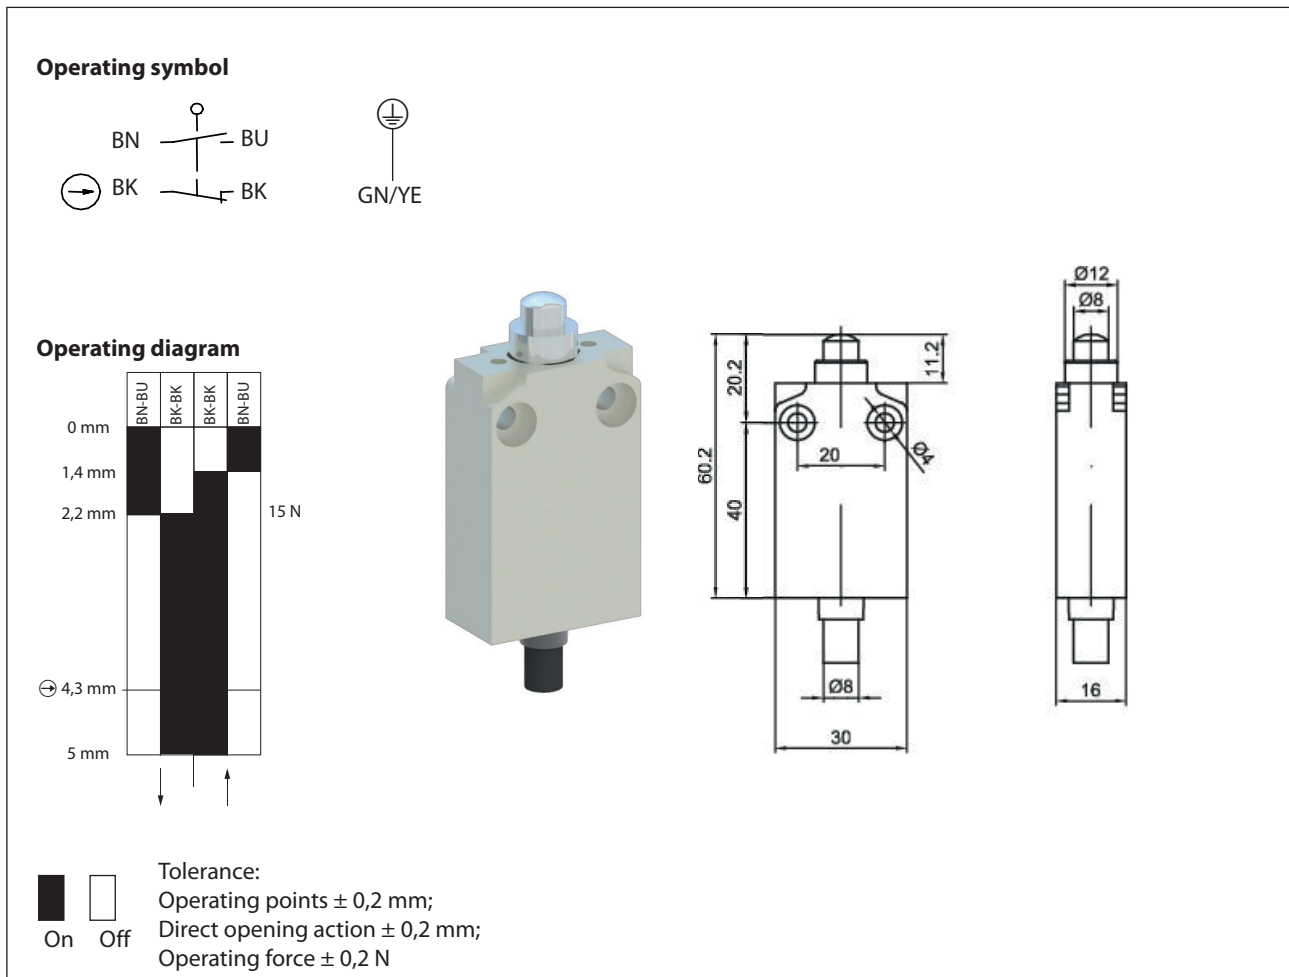 Operating symbol
BN
BU
BK
BK
GN/YE
Operating diagram
BN-BU
BK-BK
BK-BK
BN-BU
0 mm
1,4 mm
2,2 mm
15 N
4,3 mm
5 mm
60.2
20.2
40
11.2
20
Ø4
Ø8
30
Ø12
Ø8
16
On
Off
Tolerance:
Operating points ± 0,2 mm;
Direct opening action ± 0,2 mm;
Operating force ± 0,2 N